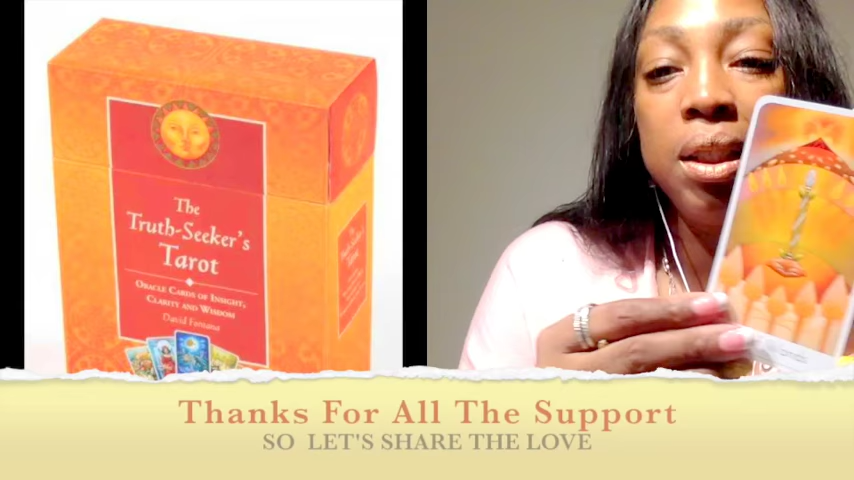 The
Truth-Seeker's
Tarot
ORACLE CARDS OF INSIGHT,
CLARITY AND WISDOM
David Fontana
Thanks For All The Support
SO LET'S SHARE THE LOVE